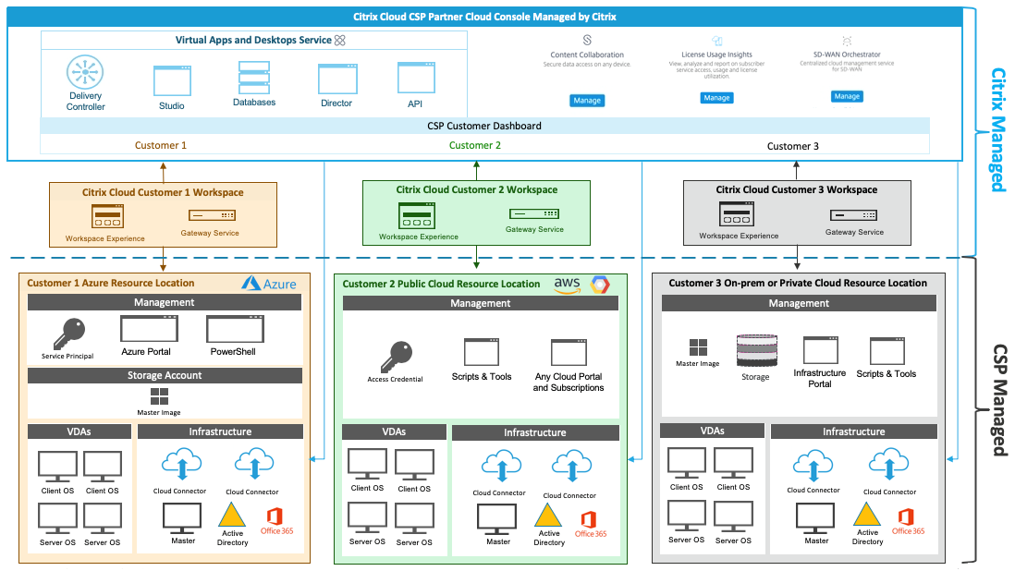 Citrix Cloud CSP Partner Cloud Console Managed by Citrix
Virtual Apps and Desktops Service
Delivery
Controller
Studio
Databases
Director
API
Content Collaboration
Secure data access on any device.
Manage
License Usage Insights
View, analyze and report on subscriber
service access, usage and license
utilization.
Manage
SD-WAN Orchestrator
Centralized cloud management service
for SD-WAN
Manage
CSP Customer Dashboard
Customer 1
Customer 2
Customer 3
Citrix Managed
Citrix Cloud Customer 1 Workspace
Workspace Experience
Gateway Service
Citrix Cloud Customer 2 Workspace
Workspace Experience
Gateway Service
Citrix Cloud Customer 3 Workspace
Workspace Experience
Gateway Service
CSP Managed
Customer 1 Azure Resource Location
Azure
Management
Service Principal
Azure Portal
PowerShell
Storage Account
Master Image
VDAs
Client OS
Client OS
Server OS
Server OS
Infrastructure
Cloud Connector
Cloud Connector
Master
Active
Directory
Office 365
Customer 2 Public Cloud Resource Location
aws
Management
Access Credential
Scripts & Tools
Any Cloud Portal
and Subscriptions
VDAs
Client OS
Client OS
Server OS
Server OS
Infrastructure
Cloud Connector
Cloud Connector
Master
Active
Directory
Office 365
Customer 3 On-prem or Private Cloud Resource Location
Management
Master Image
Storage
Infrastructure
Portal
Scripts & Tools
VDAs
Client OS
Client OS
Server OS
Server OS
Infrastructure
Cloud Connector
Cloud Connector
Master
Active
Directory
Office 365